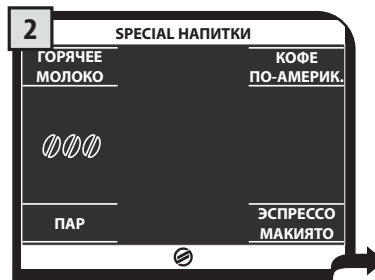 2
SPECIAL НАПИТКИ
ГОРЯЧЕЕ
МОЛОКО
КОФЕ
ПО-АМЕРИК.
ПАР
ЭСПРЕССО
МАКИЯТО